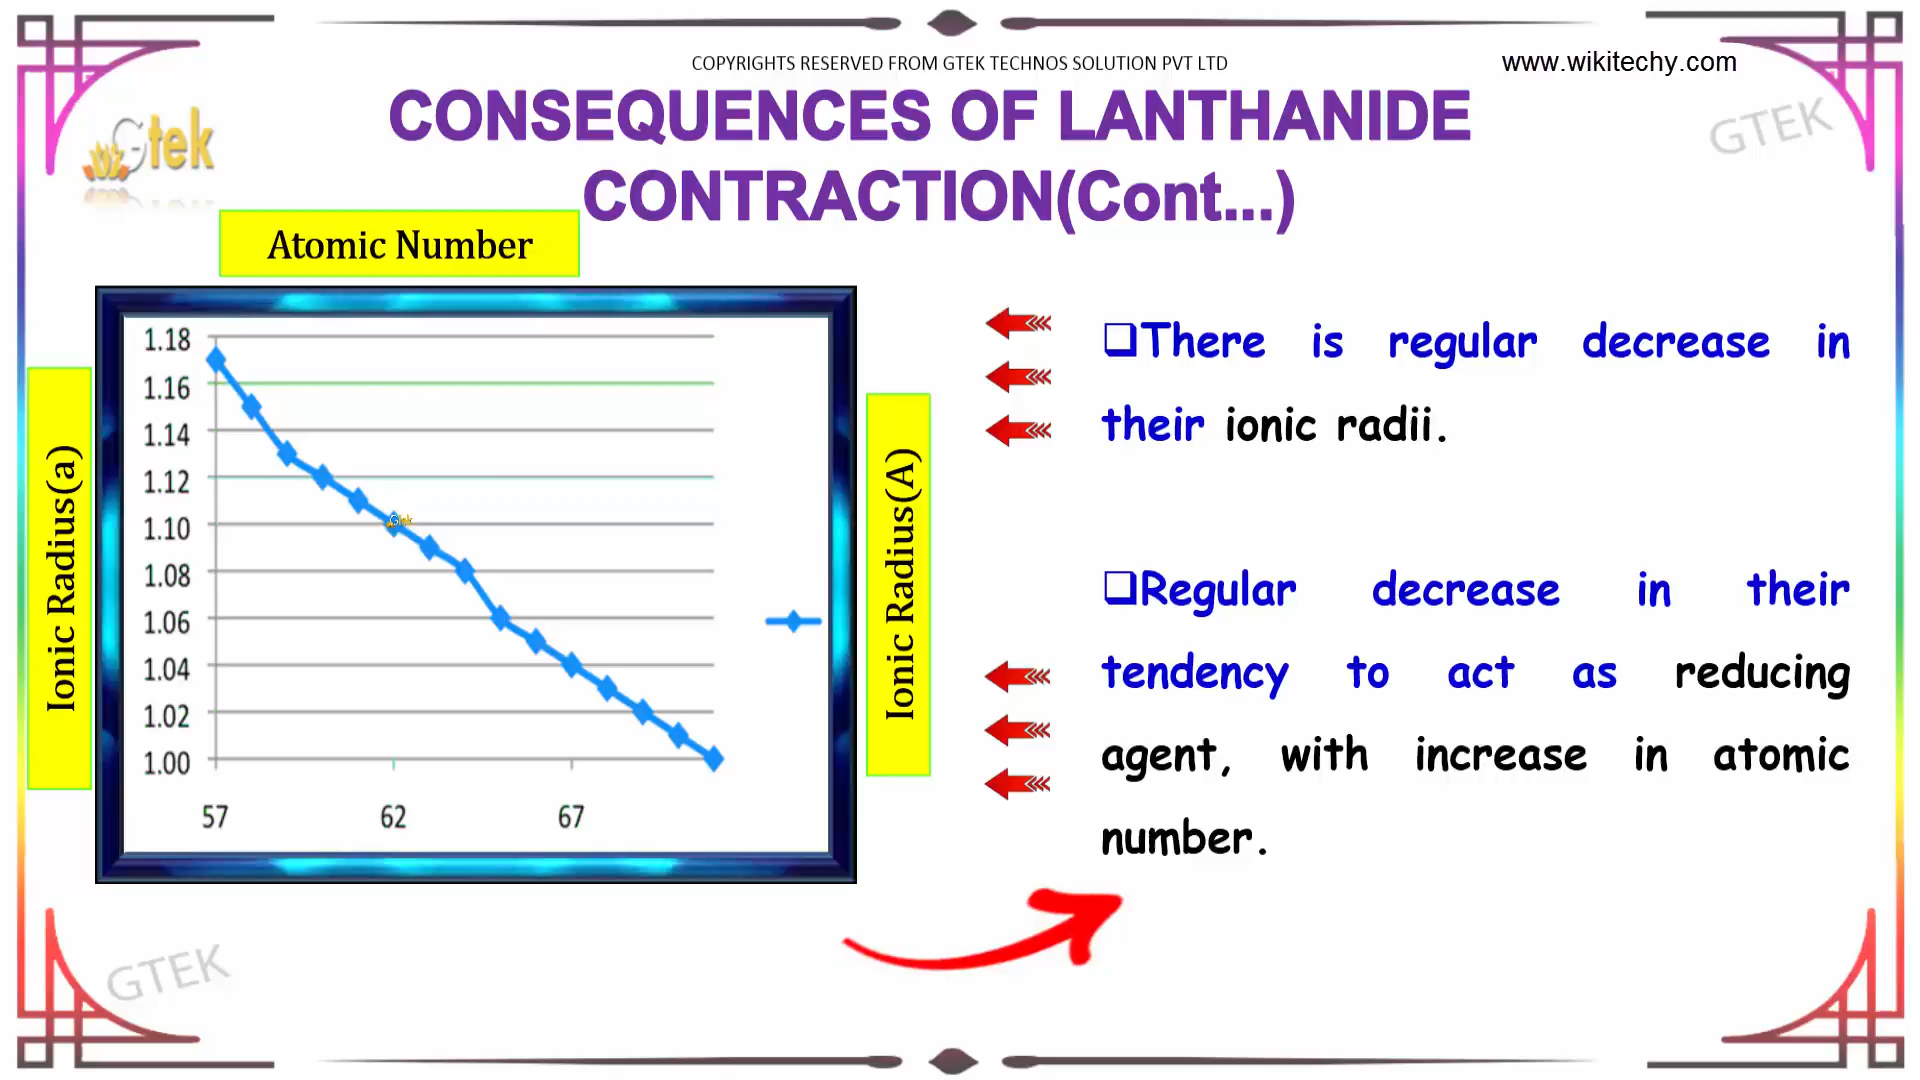 COPYRIGHTS RESERVED FROM GTEK TECHNOS SOLUTION PVT LTD
www.wikitechy.com
Gtek
GTEK
CONSEQUENCES OF LANTHANIDE
CONTRACTION(Cont...)
Atomic Number
Ionic Radius(a)
1.18
1.16
1.14
1.12
1.10
1.08
1.06
1.04
1.02
1.00
57 62 67
Gtek
Ionic Radius(A)
❑There is regular decrease in
their ionic radii.
❑Regular decrease in their
tendency to act as reducing
agent, with increase in atomic
number.
GTEK